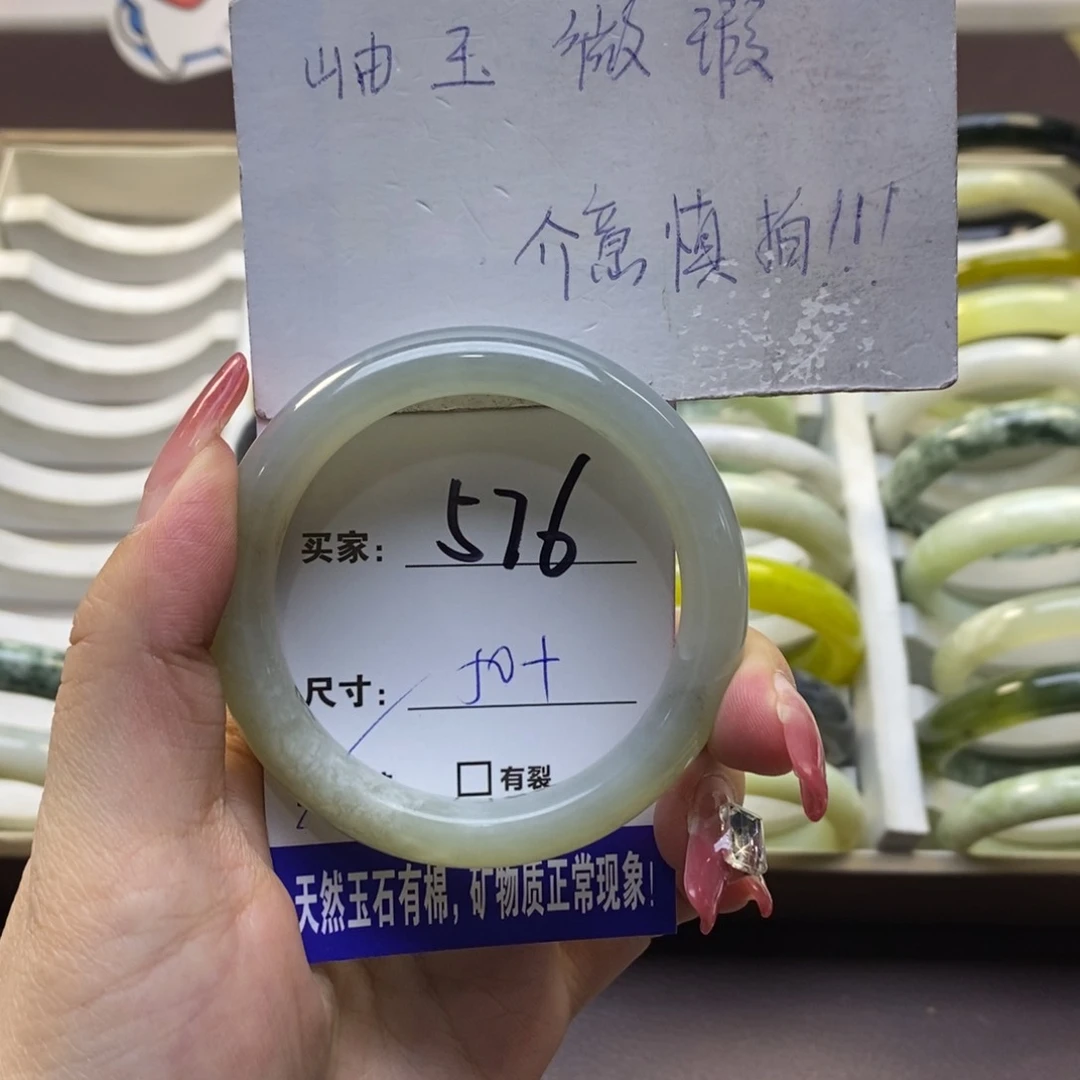 岫玉微瑕
介意慎拍!!!
买家: 576
尺寸: 50+
□有裂
天然玉石有棉,矿物质正常现象!